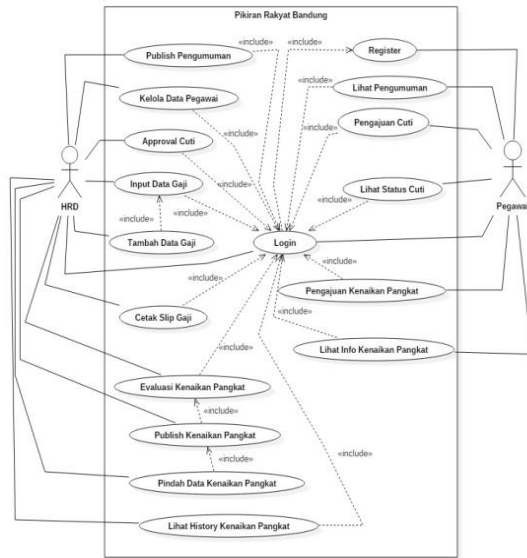 Pikiran Rakyat Bandung
Publish Pengumuman
«include»
«include»
Register
«include»
Kelola Data Pegawai
«include»
Lihat Pengumuman
Approval Cuti
«include»
Pengajuan Cuti
«include»
Input Data Gaji
«include»
Lihat Status Cuti
«include»
«include»
HRD
Pegawai
Tambah Data Gaji
Login
«include»
«include»
Cetak Slip Gaji
Pengajuan Kenaikan Pangkat
«include»
Lihat Info Kenaikan Pangkat
«include»
Evaluasi Kenaikan Pangkat
«include»
Publish Kenaikan Pangkat
«include»
«include»
Pindah Data Kenaikan Pangkat
Lihat History Kenaikan Pangkat